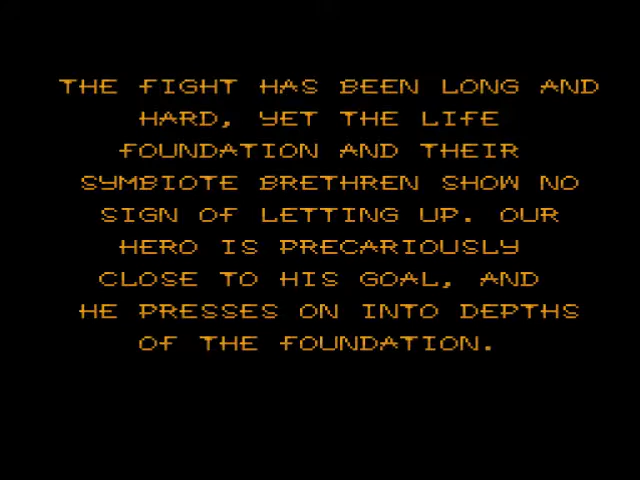 THE FIGHT HAS BEEN LONG AND
HARD, YET THE LIFE
FOUNDATION AND THEIR
SYMBIOTE BRETHREN SHOW NO
SIGN OF LETTING UP. OUR
HERO IS PRECARIOUSLY
CLOSE TO HIS GOAL, AND
HE PRESSES ON INTO DEPTHS
OF THE FOUNDATION.